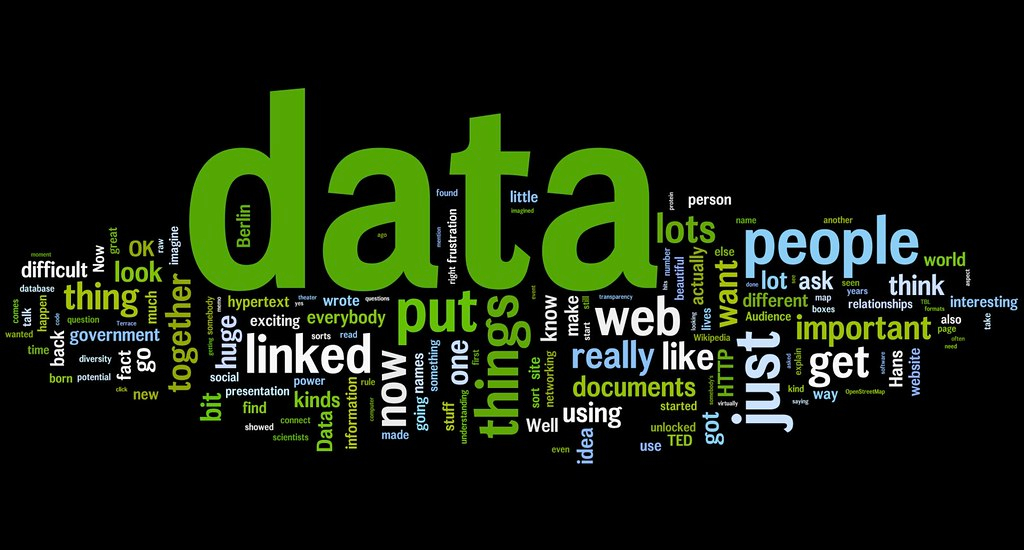 data
found
little
imagined
protein
person
Berlin
ago
mention
frustration
right
lots
name
another
people
moment
great
OK
raw
imagine
Now
difficult
look
number
beautiful
actually
else
world
comes
database
thing
much
together
lots
want
done
lot
see
ask
seen
years
think
aspect
talk
happen
code
question
somebody
getting
memo
hypertext
theater
yes
wrote
questions
put
things
event
know
make
still
start
transparency
web
looking
lives
different
map
boxes
relationships
TBL
formats
interesting
wanted
back
Terrace
government
huge
exciting
everybody
sorts
read
Audience
important
also
page
take
often
need
time
diversity
fact
go
linked
now
names
something
one
first
really
like
Wikipedia
HTTP
just
asked
explain
get
software
Hans
website
born
potential
click
new
social
presentation
power
rule
computer
going
site
sort
networking
documents
somebody's
virtually
kind
saying
way
OpenStreetMap
bit
find
kinds
information
stuff
understanding
using
started
got
showed
connect
scientists
Data
made
Well
idea
even
unlocked
use
TED